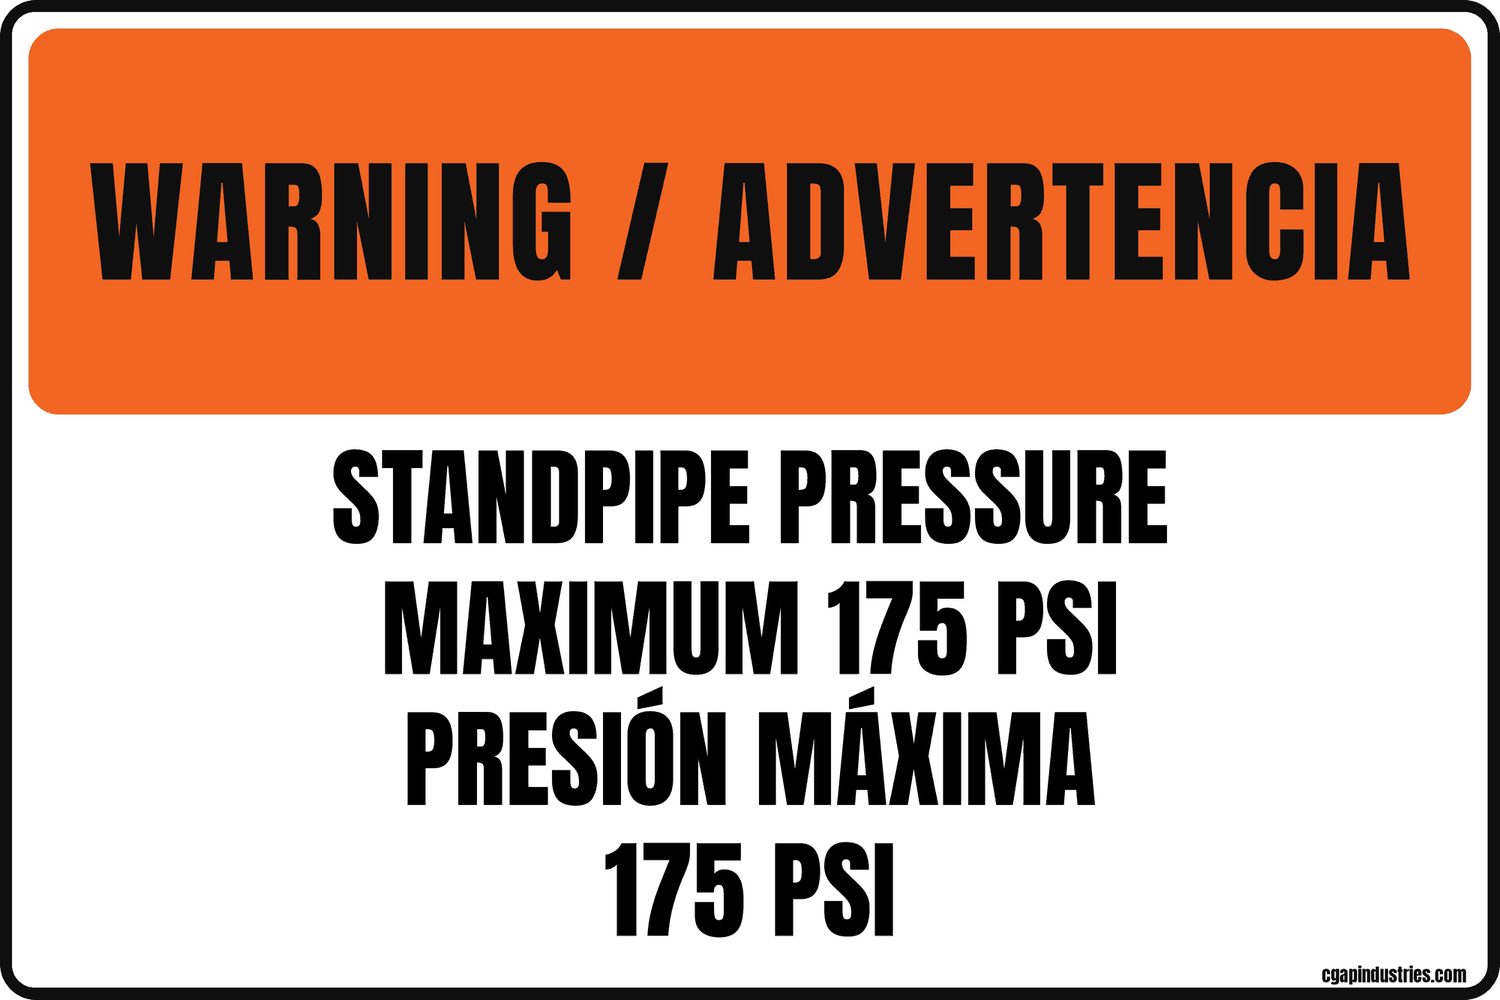 WARNING / ADVERTENCIA
STANDPIPE PRESSURE
MAXIMUM 175 PSI
PRESIÓN MÁXIMA
175 PSI
cgapindustries.com